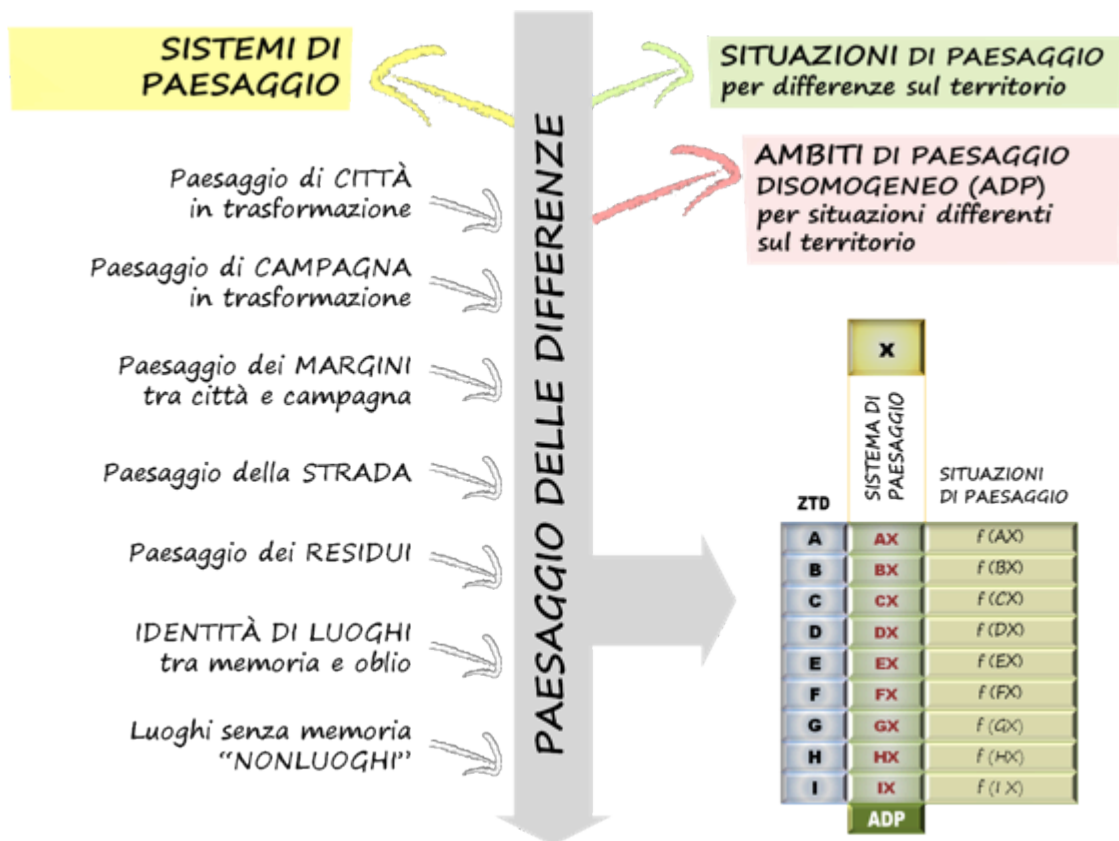 SISTEMI DI
PAESAGGIO
Paesaggio di CITTÀ
in trasformazione
Paesaggio di CAMPAGNA
in trasformazione
Paesaggio dei MARGINI
tra città e campagna
Paesaggio della STRADA
Paesaggio dei RESIDUI
IDENTITÀ DI LUOGHI
tra memoria e oblio
Luoghi senza memoria
“NONLUOGHI”
PAESAGGIO DELLE DIFFERENZE
SITUAZIONI DI PAESAGGIO
per differenze sul territorio
AMBITI DI PAESAGGIO
DISOMOGENEO (ADP)
per situazioni differenti
sul territorio
X
SISTEMA DI
PAESAGGIO
SITUAZIONI
DI PAESAGGIO
ZTD
A AX f (AX)
B BX f (BX)
C CX f (CX)
D DX f (DX)
E EX f (EX)
F FX f (FX)
G GX f (GX)
H HX f (HX)
I IX f (I X)
ADP